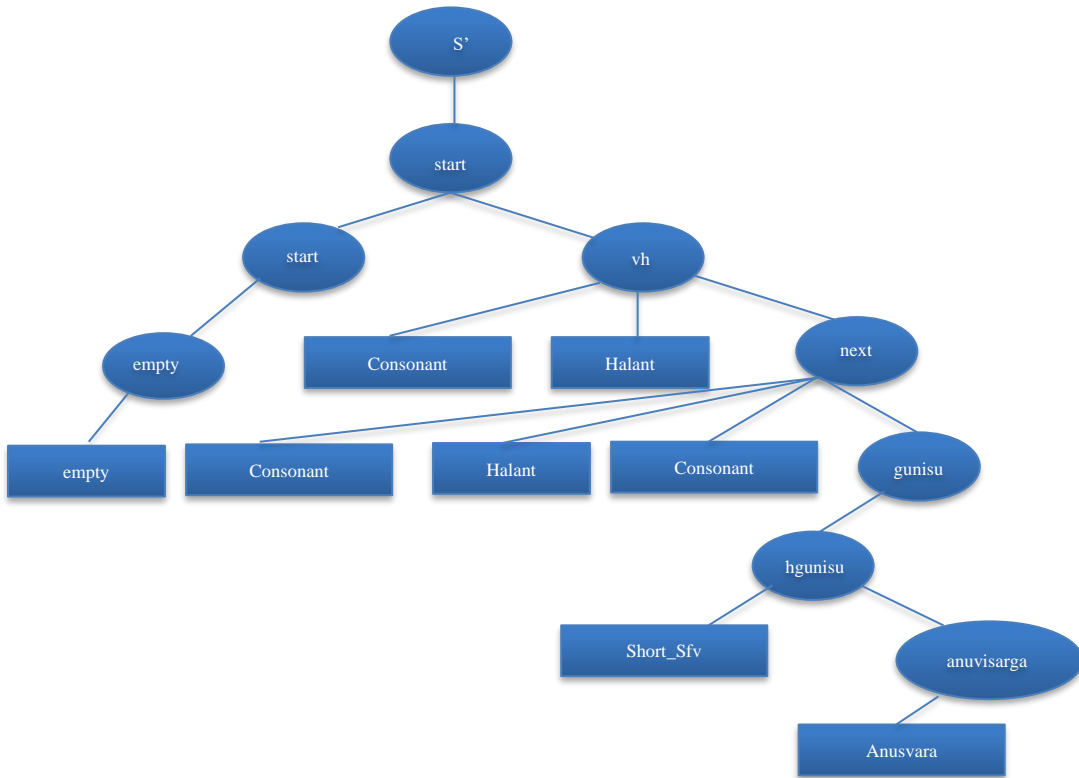 S’
start
start
vh
empty
Consonant
Halant
next
empty
Consonant
Halant
Consonant
gunisu
hgunisu
Short_Sfv
anuvisarga
Anusvara